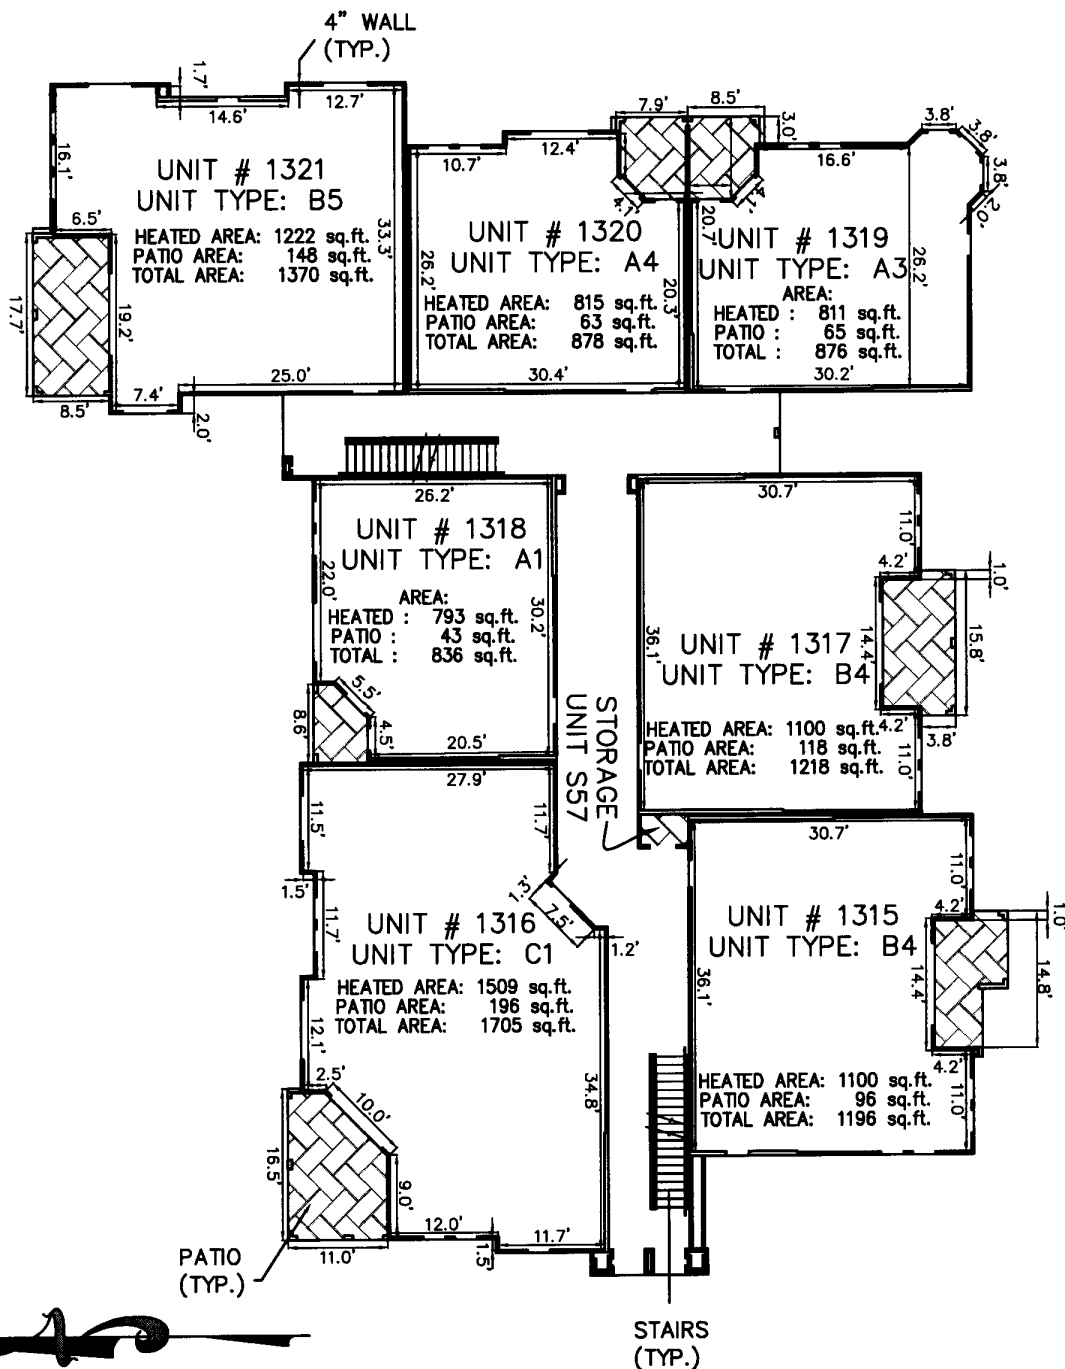 4" WALL
(TYP.)
1.7'
14.6'
12.7'
16.1'
UNIT # 1321
UNIT TYPE: B5
6.5'
HEATED AREA: 1222 sq.ft.
PATIO AREA: 148 sq.ft.
TOTAL AREA: 1370 sq.ft.
33.3'
17.7'
19.2'
25.0'
7.4'
8.5'
2.0'
10.7'
12.4'
7.9'
4.1'
UNIT # 1320
UNIT TYPE: A4
26.2'
HEATED AREA: 815 sq.ft.
PATIO AREA: 63 sq.ft.
TOTAL AREA: 878 sq.ft.
20.3'
30.4'
8.5'
3.0'
16.6'
3.8'
3.8'
3.8'
2.0'
4.1'
20.7'
UNIT # 1319
UNIT TYPE: A3
AREA:
HEATED : 811 sq.ft.
PATIO : 65 sq.ft.
TOTAL : 876 sq.ft.
26.2'
30.2'
26.2'
UNIT # 1318
UNIT TYPE: A1
22.0'
AREA:
HEATED : 793 sq.ft.
PATIO : 43 sq.ft.
TOTAL : 836 sq.ft.
30.2'
5.5'
8.6'
4.5'
20.5'
30.7'
11.0'
4.2'
1.0'
36.1'
UNIT # 1317
UNIT TYPE: B4
14.4'
15.8'
HEATED AREA: 1100 sq.ft.
PATIO AREA: 118 sq.ft.
TOTAL AREA: 1218 sq.ft.
4.2'
3.8'
11.0'
STORAGE
UNIT S57
27.9'
11.5'
11.7'
1.5'
11.7'
1.3'
7.5'
1.2'
UNIT # 1316
UNIT TYPE: C1
HEATED AREA: 1509 sq.ft.
PATIO AREA: 196 sq.ft.
TOTAL AREA: 1705 sq.ft.
12.1'
2.5'
10.0'
34.8'
16.5'
9.0'
12.0'
11.7'
11.0'
1.5'
30.7'
11.0'
4.2'
1.0'
UNIT # 1315
UNIT TYPE: B4
36.1'
14.4'
14.8'
4.2'
HEATED AREA: 1100 sq.ft.
PATIO AREA: 96 sq.ft.
TOTAL AREA: 1196 sq.ft.
11.0'
PATIO
(TYP.)
STAIRS
(TYP.)